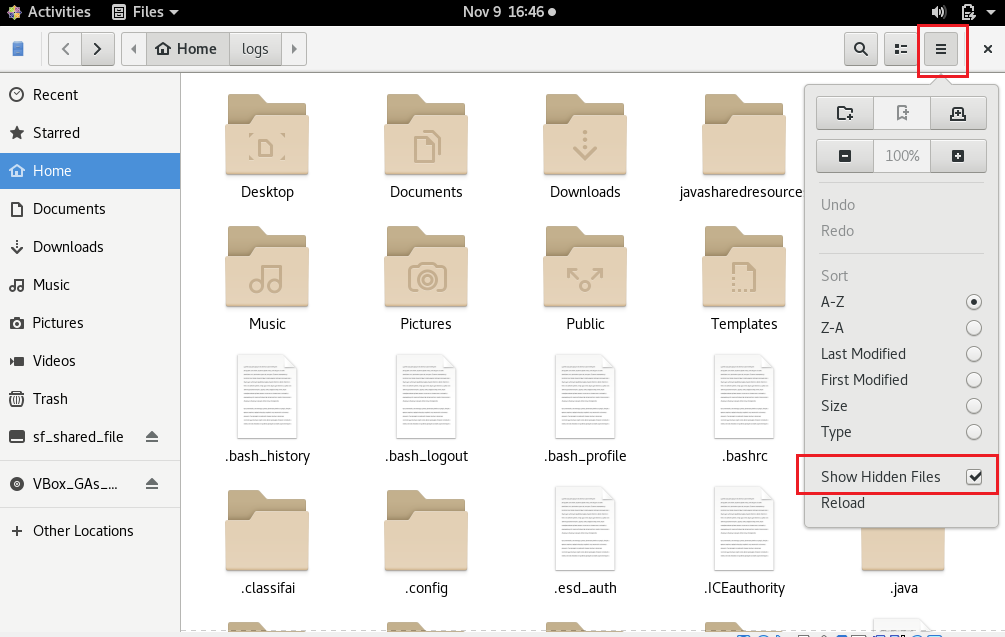 Activities Files Nov 9 16:46
Home logs
Recent
Starred
Home
Documents
Downloads
Music
Pictures
Videos
Trash
sf_shared_file
VBox_GAs_...
Other Locations
Desktop Documents Downloads javasharedresource
Music Pictures Public Templates
.bash_history .bash_logout .bash_profile .bashrc
.classifai .config .esd_auth .ICEauthority .java
100%
Undo
Redo
Sort
A-Z
Z-A
Last Modified
First Modified
Size
Type
Show Hidden Files
Reload